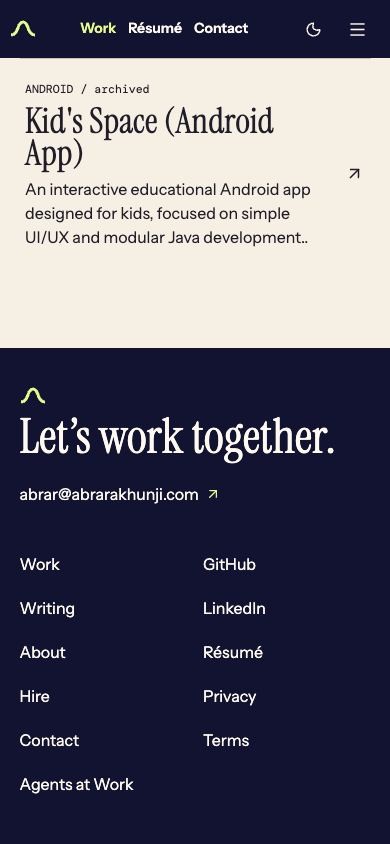 Work Résumé Contact
ANDROID / archived
Kid's Space (Android
App)
An interactive educational Android app
designed for kids, focused on simple
UI/UX and modular Java development..
Let’s work together.
abrar@abrarakhunji.com
Work
GitHub
Writing
LinkedIn
About
Résumé
Hire
Privacy
Contact
Terms
Agents at Work